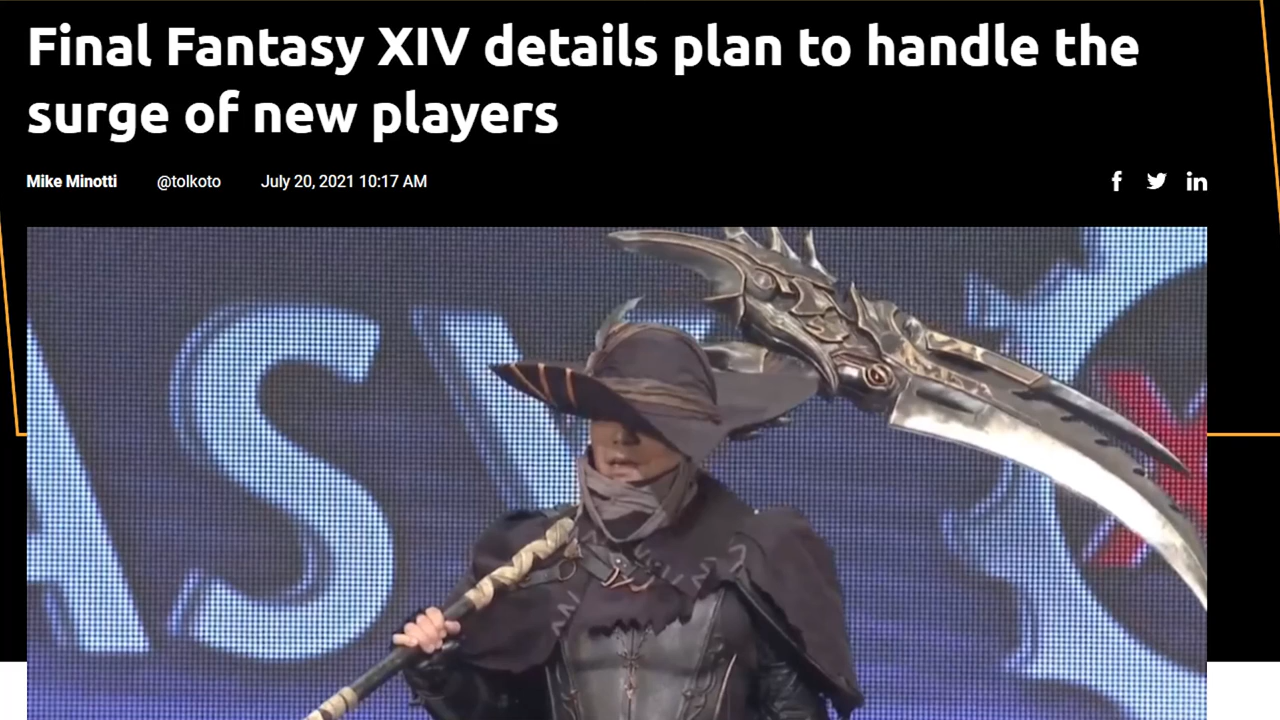 Final Fantasy XIV details plan to handle the
surge of new players
Mike Minotti @tolkoto July 20, 2021 10:17 AM
ASY X